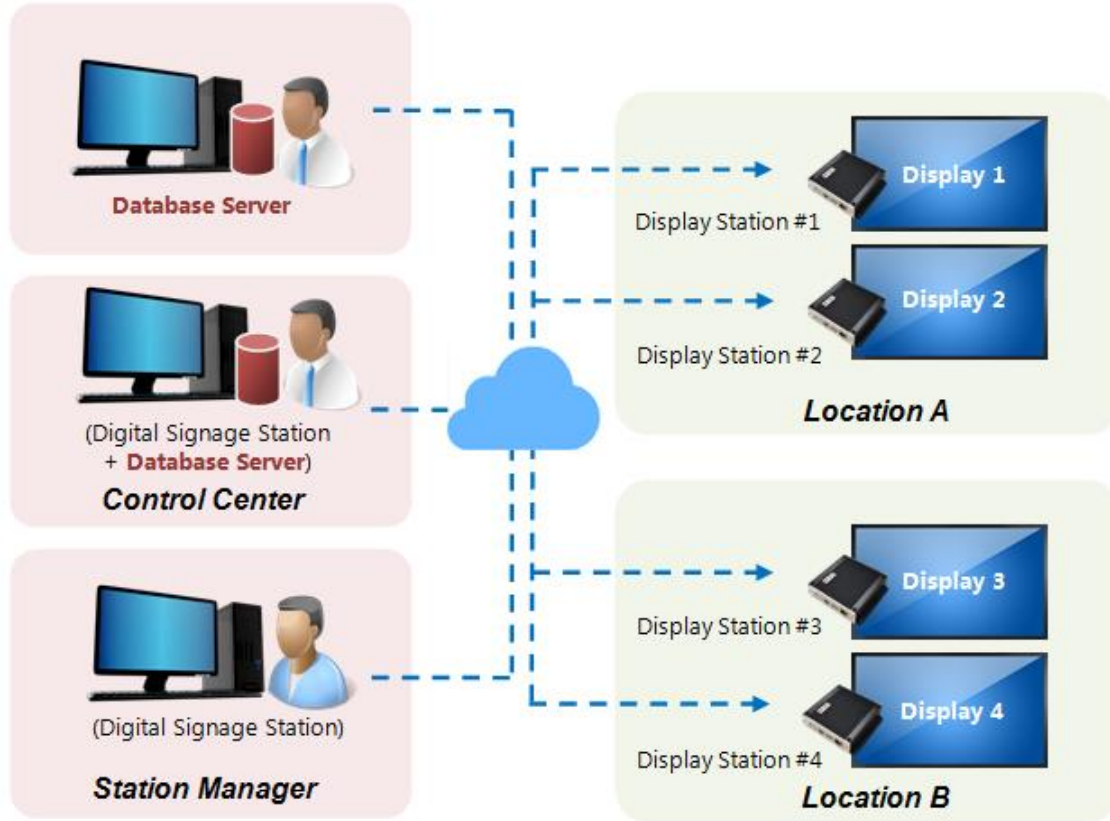 Database Server
(Digital Signage Station
+ Database Server)
Control Center
(Digital Signage Station)
Station Manager
Display 1
Display Station #1
Display 2
Display Station #2
Location A
Display 3
Display Station #3
Display 4
Display Station #4
Location B